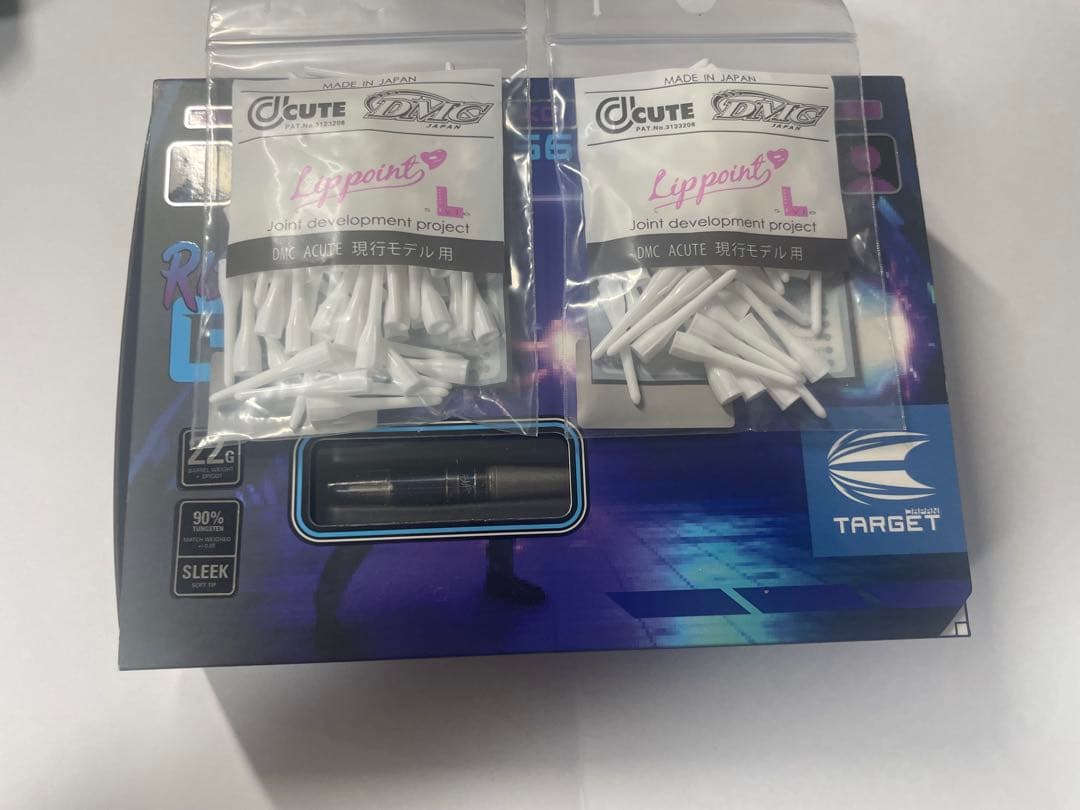 MADE IN JAPAN
d'CUTE
PAT.No.3123208
DMC
JAPAN
Lippoint
L
Joint development project
DMC ACUTE 現行モデル用
MADE IN JAPAN
d'CUTE
PAT.No.3123208
DMC
JAPAN
Lippoint
L
Joint development project
DMC ACUTE 現行モデル用
22G
BARREL WEIGHT
90%
TUNGSTEN
MATCH WEIGHED
SLEEK
SOFT TIP
JAPAN
TARGET